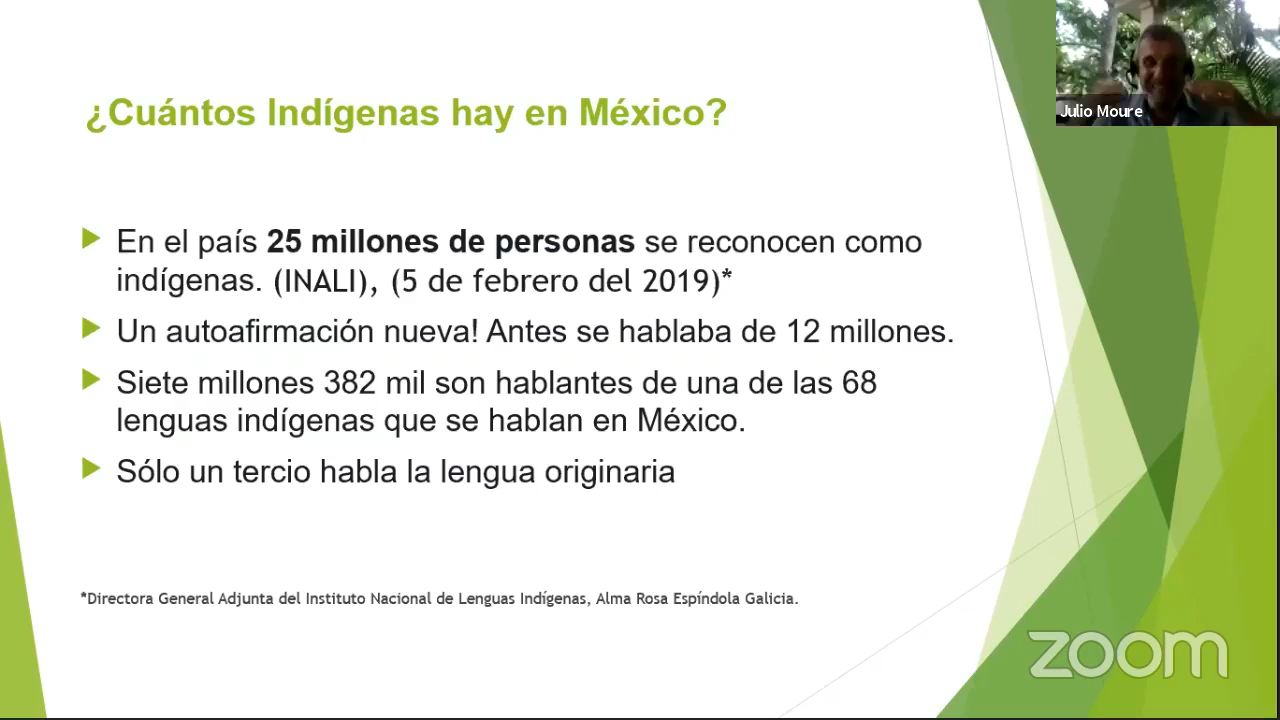 ¿Cuántos Indígenas hay en México?
Julio Moure
En el país 25 millones de personas se reconocen como
indígenas. (INALI), (5 de febrero del 2019)*
Un autoafirmación nueva! Antes se hablaba de 12 millones.
Siete millones 382 mil son hablantes de una de las 68
lenguas indígenas que se hablan en México.
Sólo un tercio habla la lengua originaria
*Directora General Adjunta del Instituto Nacional de Lenguas Indígenas, Alma Rosa Espíndola Galicia.
zoom